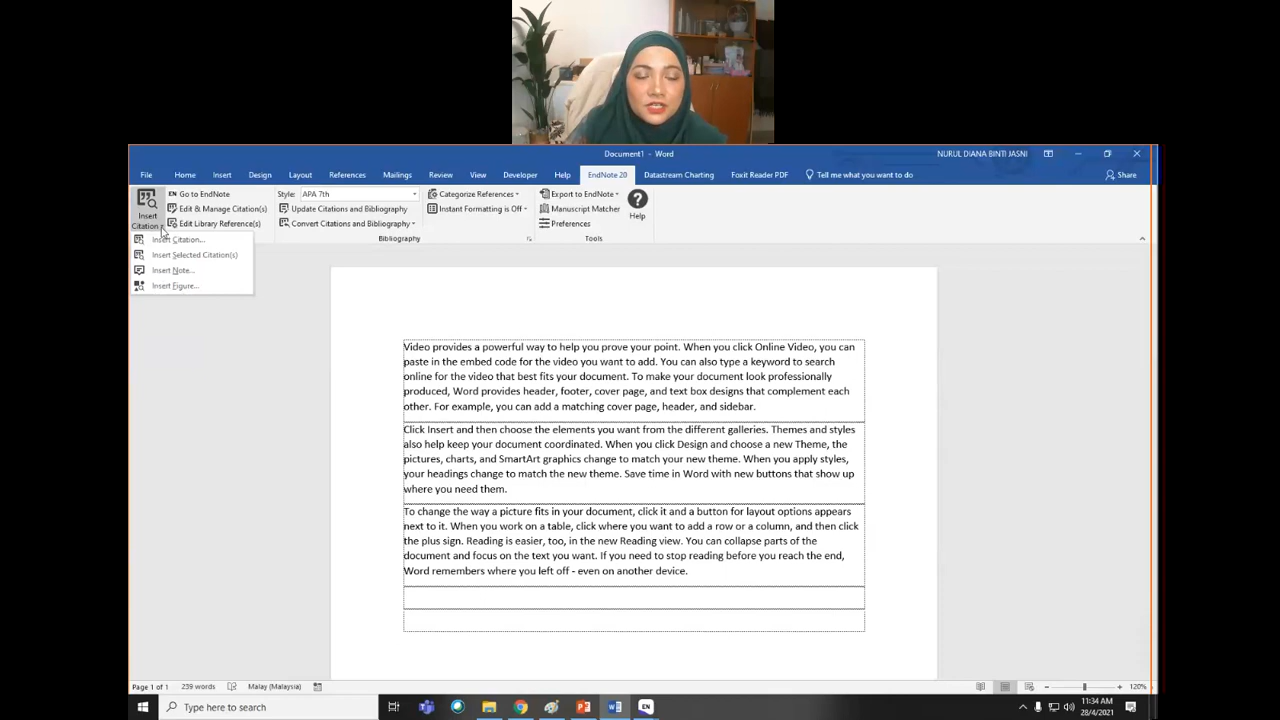 Document1 - Word
NURUL DIANA BINTI JASNI
File Home Insert Design Layout References Mailings Review View Developer Help EndNote 20 Datastream Charting Foxit Reader PDF Tell me what you want to do Share
Insert Citation
Go to EndNote
Edit & Manage Citation(s)
Edit Library Reference(s)
Style: APA 7th
Update Citations and Bibliography
Convert Citations and Bibliography
Categorize References
Instant Formatting is Off
Bibliography
Export to EndNote
Manuscript Matcher
Preferences
Help
Tools
Insert Citation...
Insert Selected Citation(s)
Insert Note...
Insert Figure...
Video provides a powerful way to help you prove your point. When you click Online Video, you can
paste in the embed code for the video you want to add. You can also type a keyword to search
online for the video that best fits your document. To make your document look professionally
produced, Word provides header, footer, cover page, and text box designs that complement each
other. For example, you can add a matching cover page, header, and sidebar.
Click Insert and then choose the elements you want from the different galleries. Themes and styles
also help keep your document coordinated. When you click Design and choose a new Theme, the
pictures, charts, and SmartArt graphics change to match your new theme. When you apply styles,
your headings change to match the new theme. Save time in Word with new buttons that show up
where you need them.
To change the way a picture fits in your document, click it and a button for layout options appears
next to it. When you work on a table, click where you want to add a row or a column, and then click
the plus sign. Reading is easier, too, in the new Reading view. You can collapse parts of the
document and focus on the text you want. If you need to stop reading before you reach the end,
Word remembers where you left off - even on another device.
Page 1 of 1 239 words Malay (Malaysia) 120%
Type here to search
EN
11:34 AM
28/4/2021